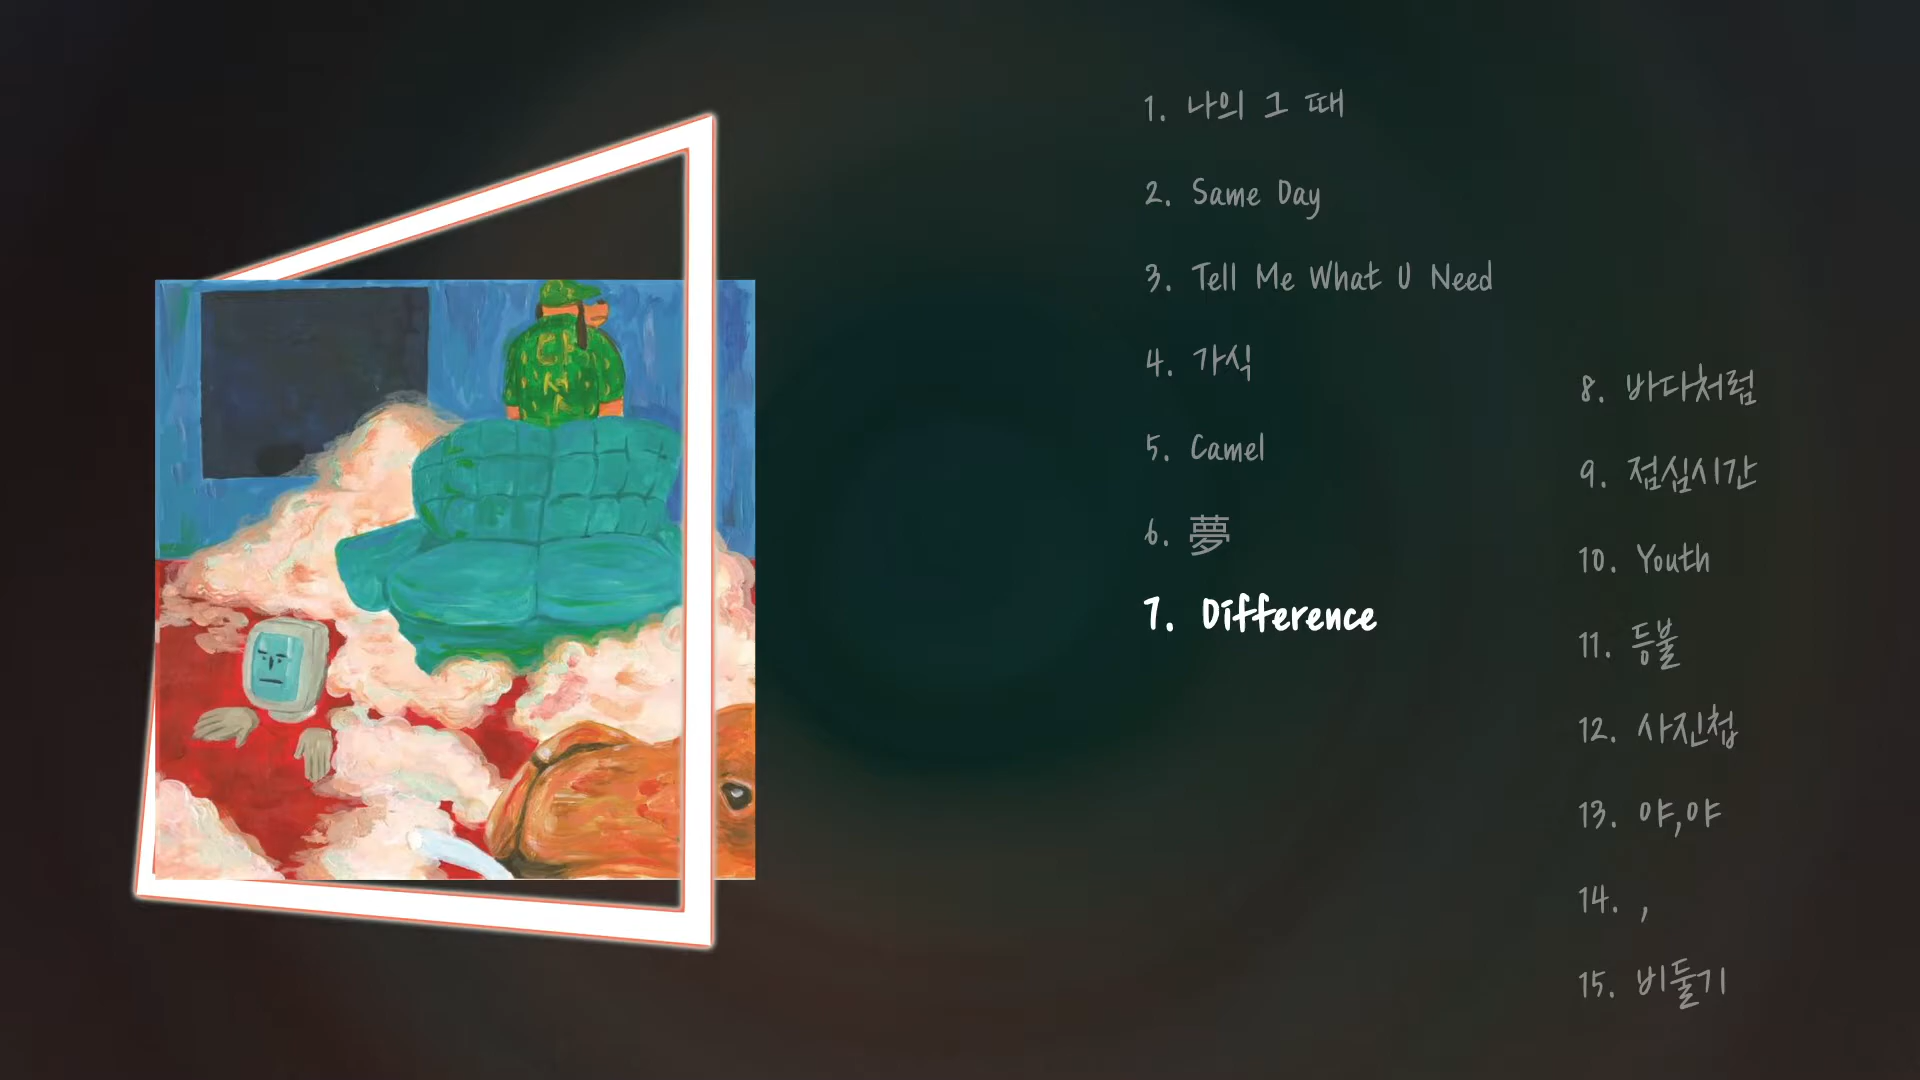 1. 나의 그 때
2. Same Day
3. Tell Me What U Need
4. 가식
5. Camel
6. 夢
7. Difference
8. 바다처럼
9. 점심시간
10. Youth
11. 등불
12. 사진첩
13. 야,야
14. ,
15. 비둘기